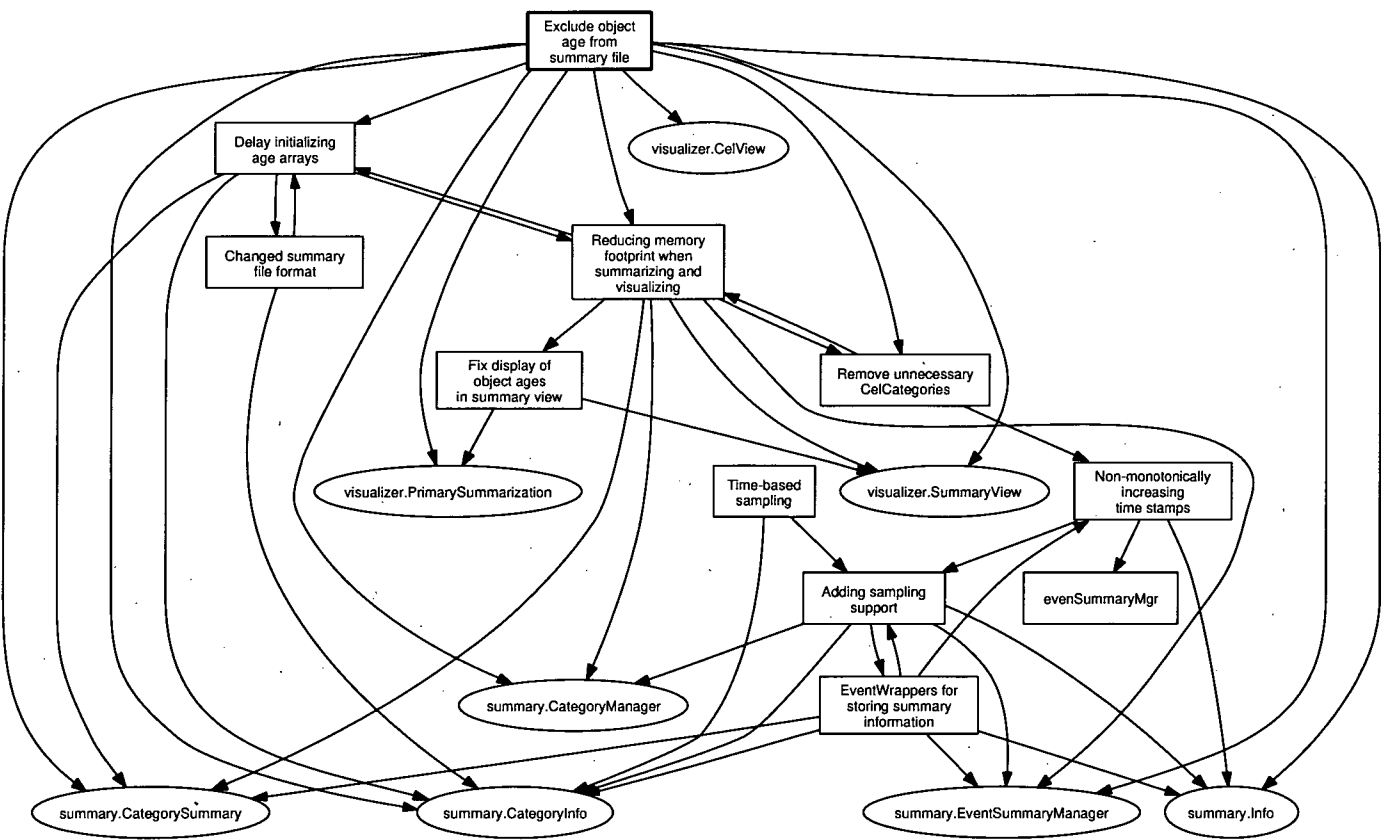 Exclude object
age from
summary file
Delay initializing
age arrays
visualizer.CelView
Changed summary
file format
Reducing memory
footprint when
summarizing and
visualizing
Fix display of
object ages
in summary view
Remove unnecessary
CelCategories
visualizer.PrimarySummarization
Time-based
sampling
visualizer.SummaryView
Non-monotonically
increasing
time stamps
Adding sampling
support
evenSummaryMgr
summary.CategoryManager
EventWrappers for
storing summary
information
summary.CategorySummary
summary.CategoryInfo
summary.EventSummaryManager
summary.Info